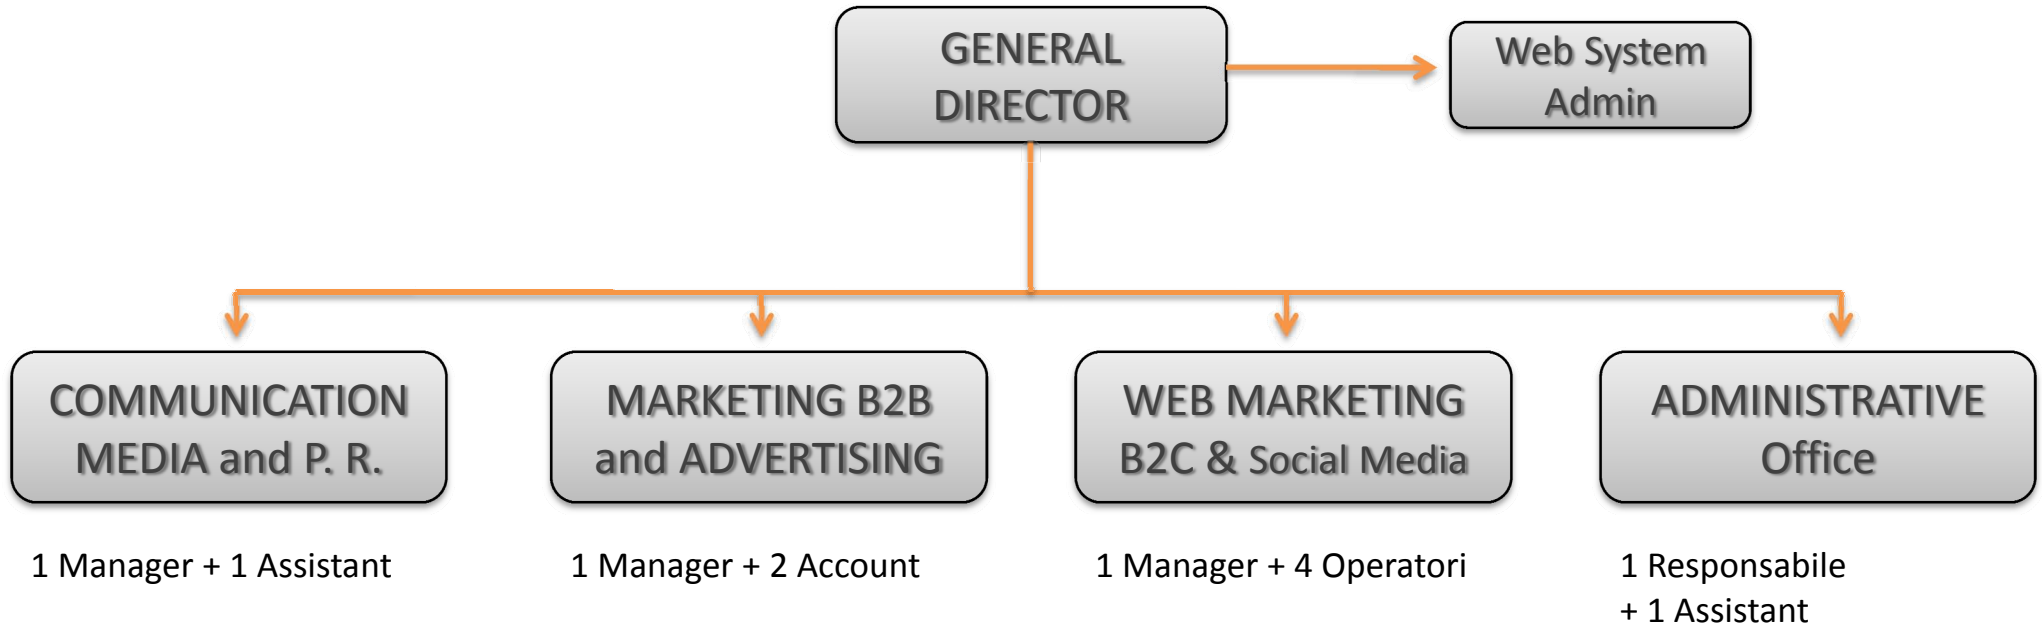 GENERAL
DIRECTOR
Web System
Admin
COMMUNICATION
MEDIA and P. R.
MARKETING B2B
and ADVERTISING
WEB MARKETING
B2C & Social Media
ADMINISTRATIVE
Office
1 Manager + 1 Assistant
1 Manager + 2 Account
1 Manager + 4 Operatori
1 Responsabile
+ 1 Assistant